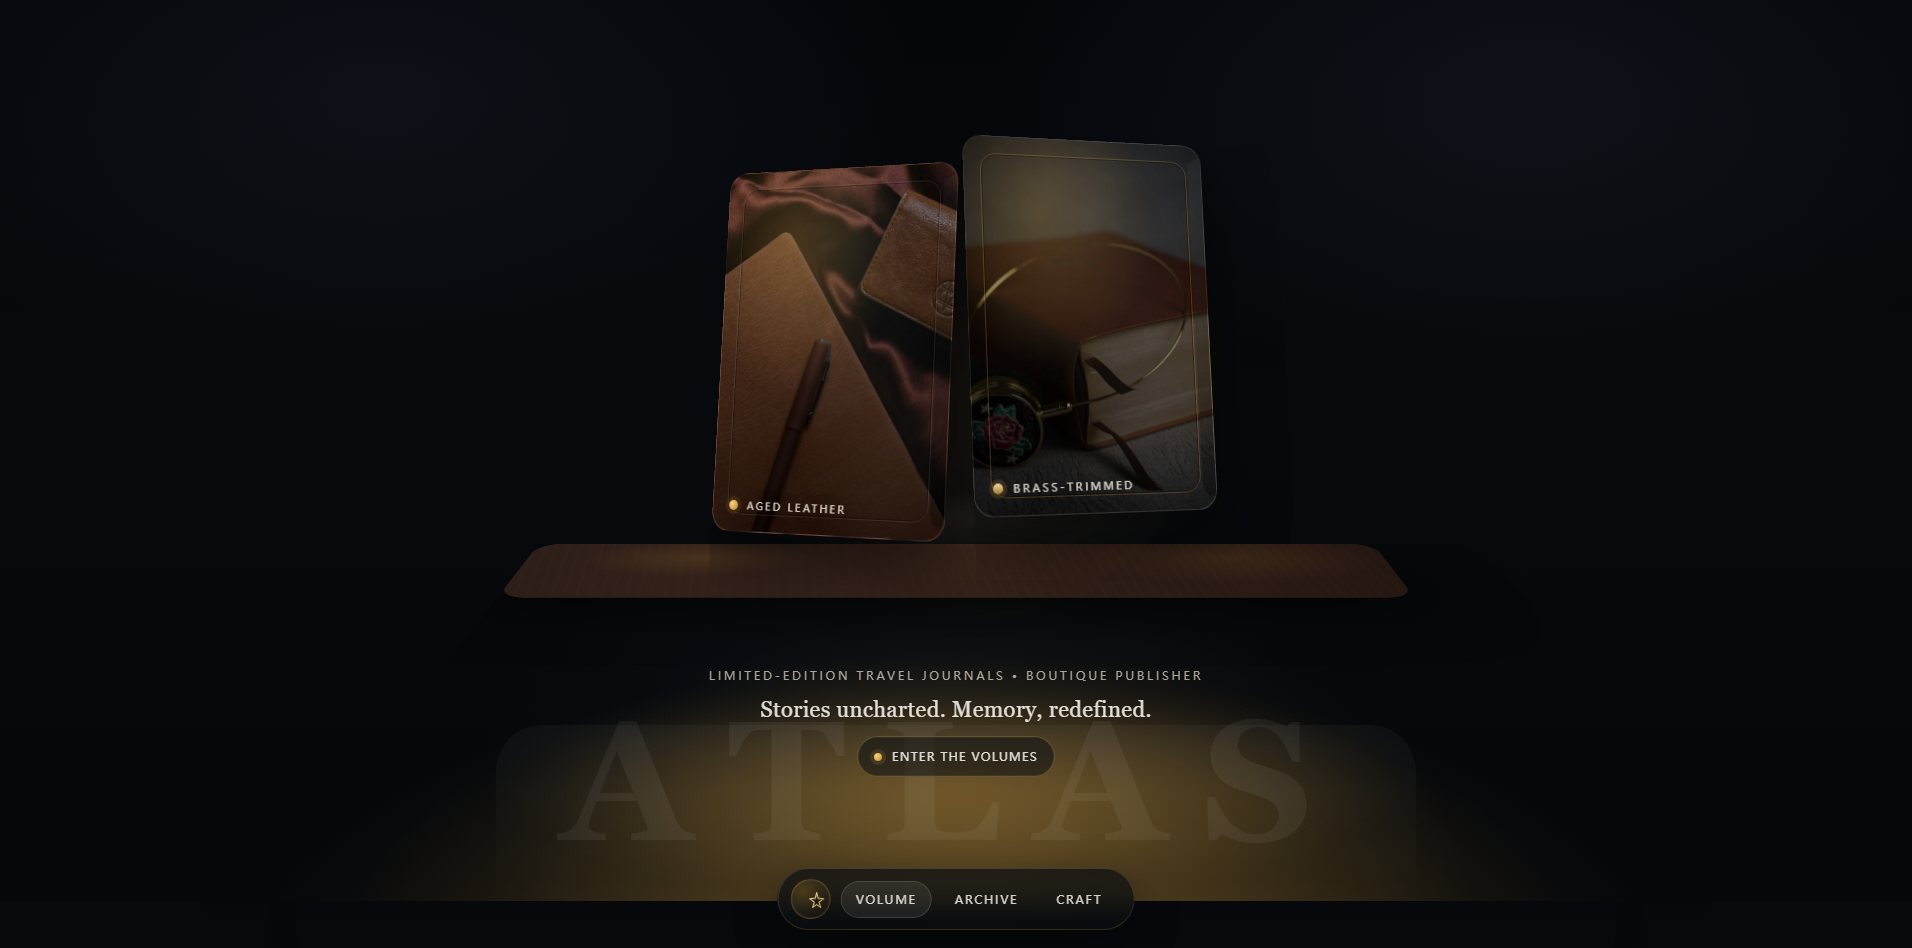 AGED LEATHER
BRASS-TRIMMED
LIMITED-EDITION TRAVEL JOURNALS • BOUTIQUE PUBLISHER
Stories uncharted. Memory, redefined.
ENTER THE VOLUMES
ATLAS
VOLUME ARCHIVE CRAFT